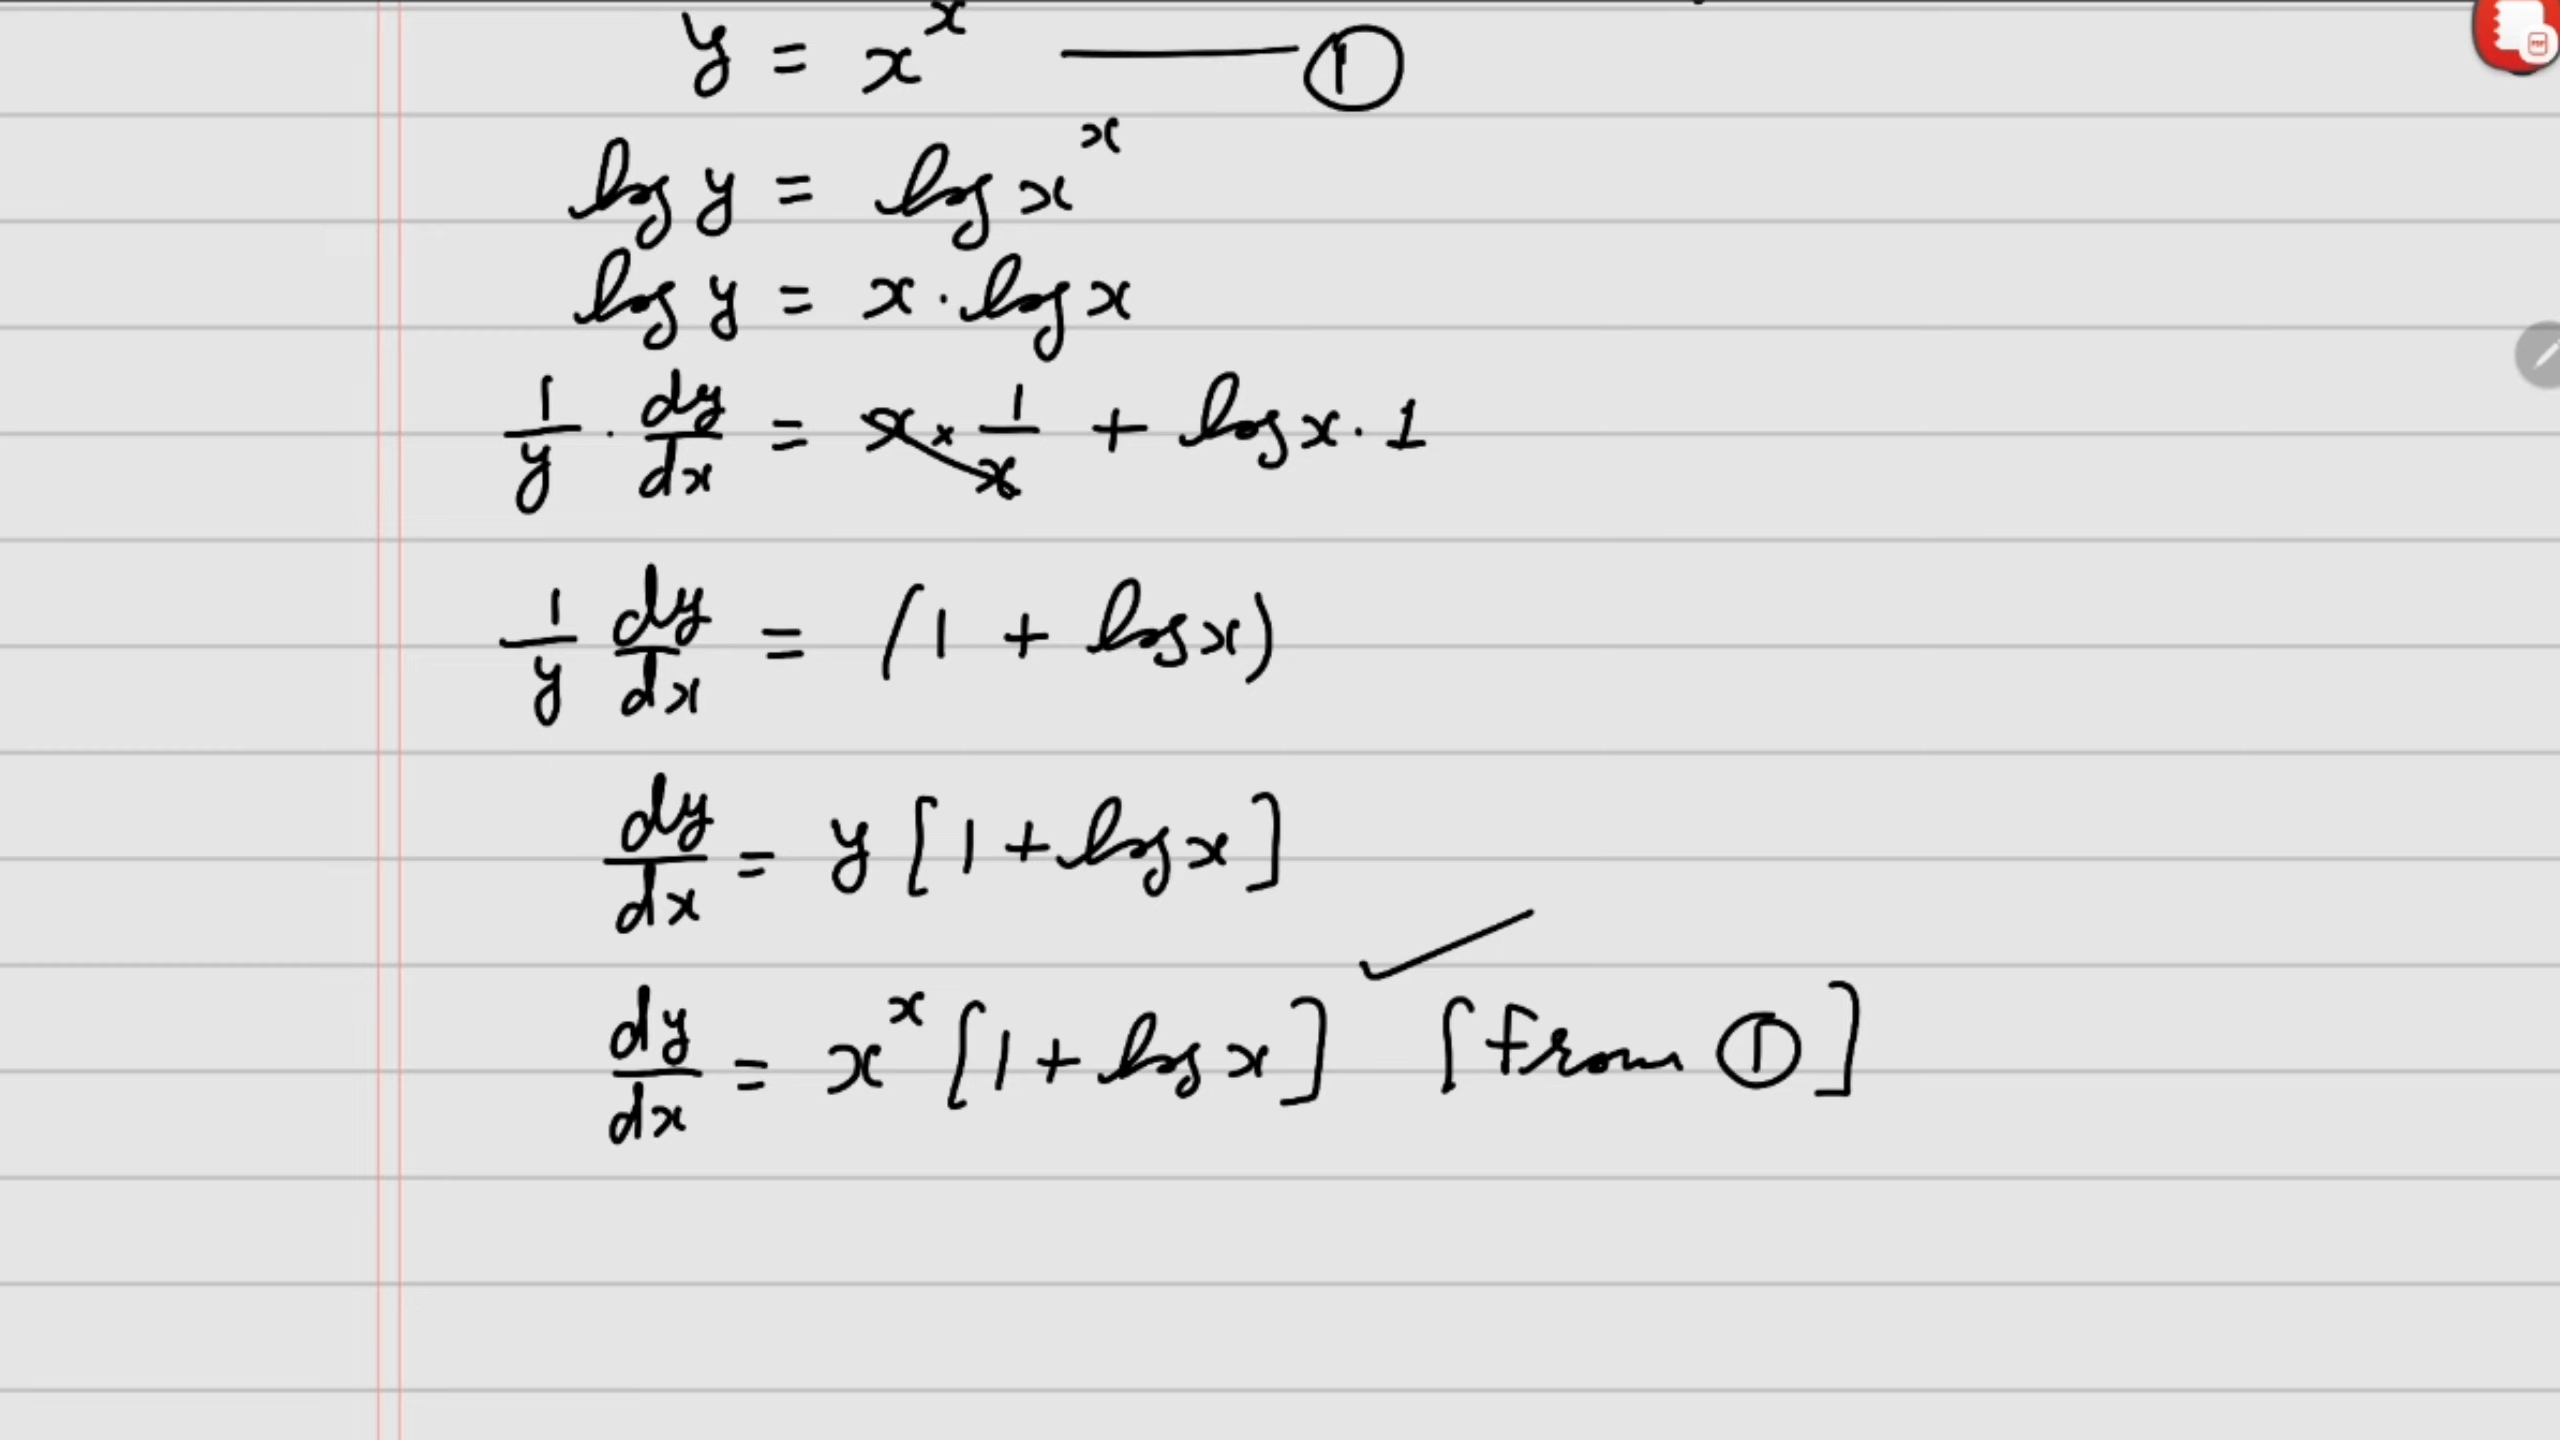 y = x^x ——— ①
log y = log x^x
log y = x · log x
1/y · dy/dx = x × 1/x + log x · 1
1/y dy/dx = (1 + log x)
dy/dx = y [1 + log x]
dy/dx = x^x [1 + log x] ✓ [From ①]